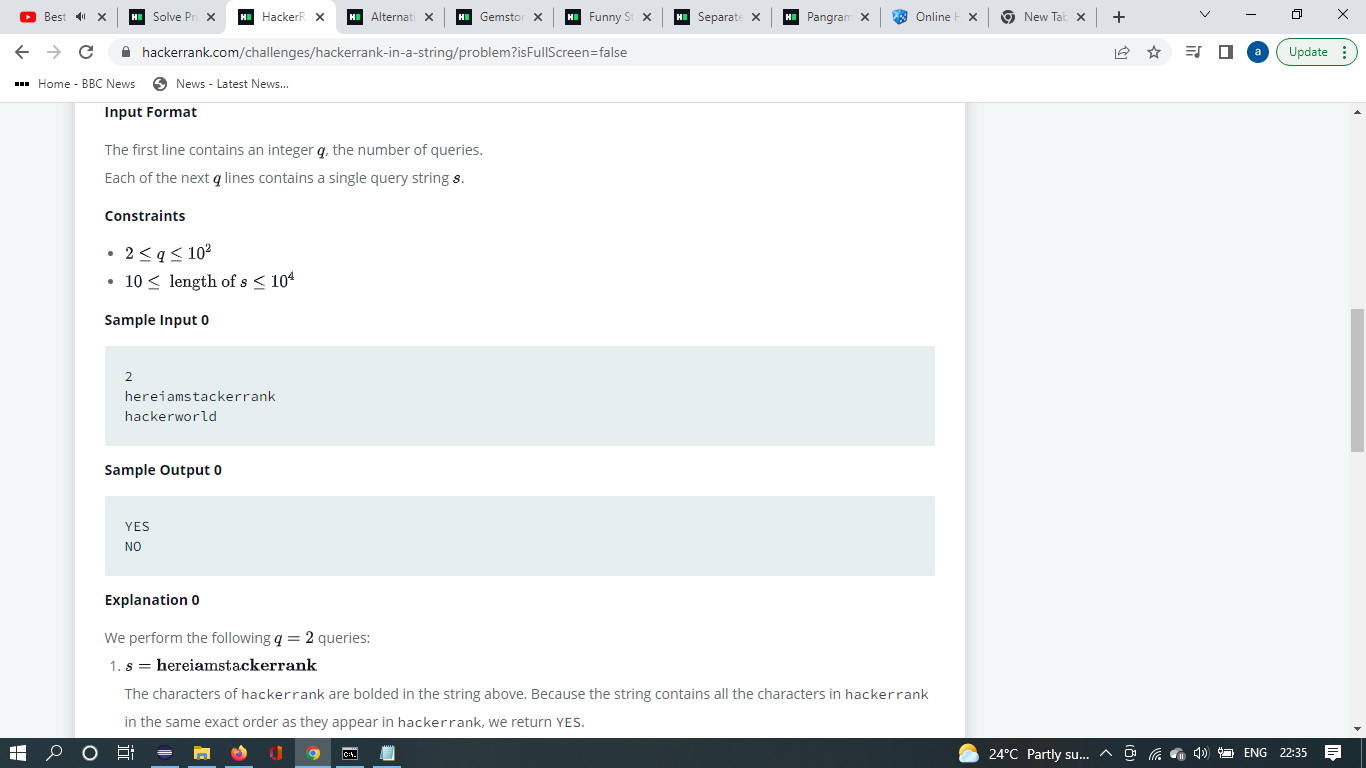 Best
Solve Pr
HackerR
Alternati
Gemstor
Funny St
Separate
Pangram
Online H
New Tab
hackerrank.com/challenges/hackerrank-in-a-string/problem?isFullScreen=false
a
Update
Home - BBC News
News - Latest News...
Input Format
The first line contains an integer q, the number of queries.
Each of the next q lines contains a single query string s.
Constraints
• 2 ≤ q ≤ 10²
• 10 ≤ length of s ≤ 10⁴
Sample Input 0
2
hereiamstackerrank
hackerworld
Sample Output 0
YES
NO
Explanation 0
We perform the following q = 2 queries:
1. s = hereiamstackerrank
The characters of hackerrank are bolded in the string above. Because the string contains all the characters in hackerrank
in the same exact order as they appear in hackerrank, we return YES.
24°C Partly su...
ENG
22:35